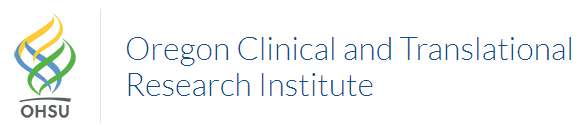 Oregon Clinical and Translational
Research Institute
OHSU